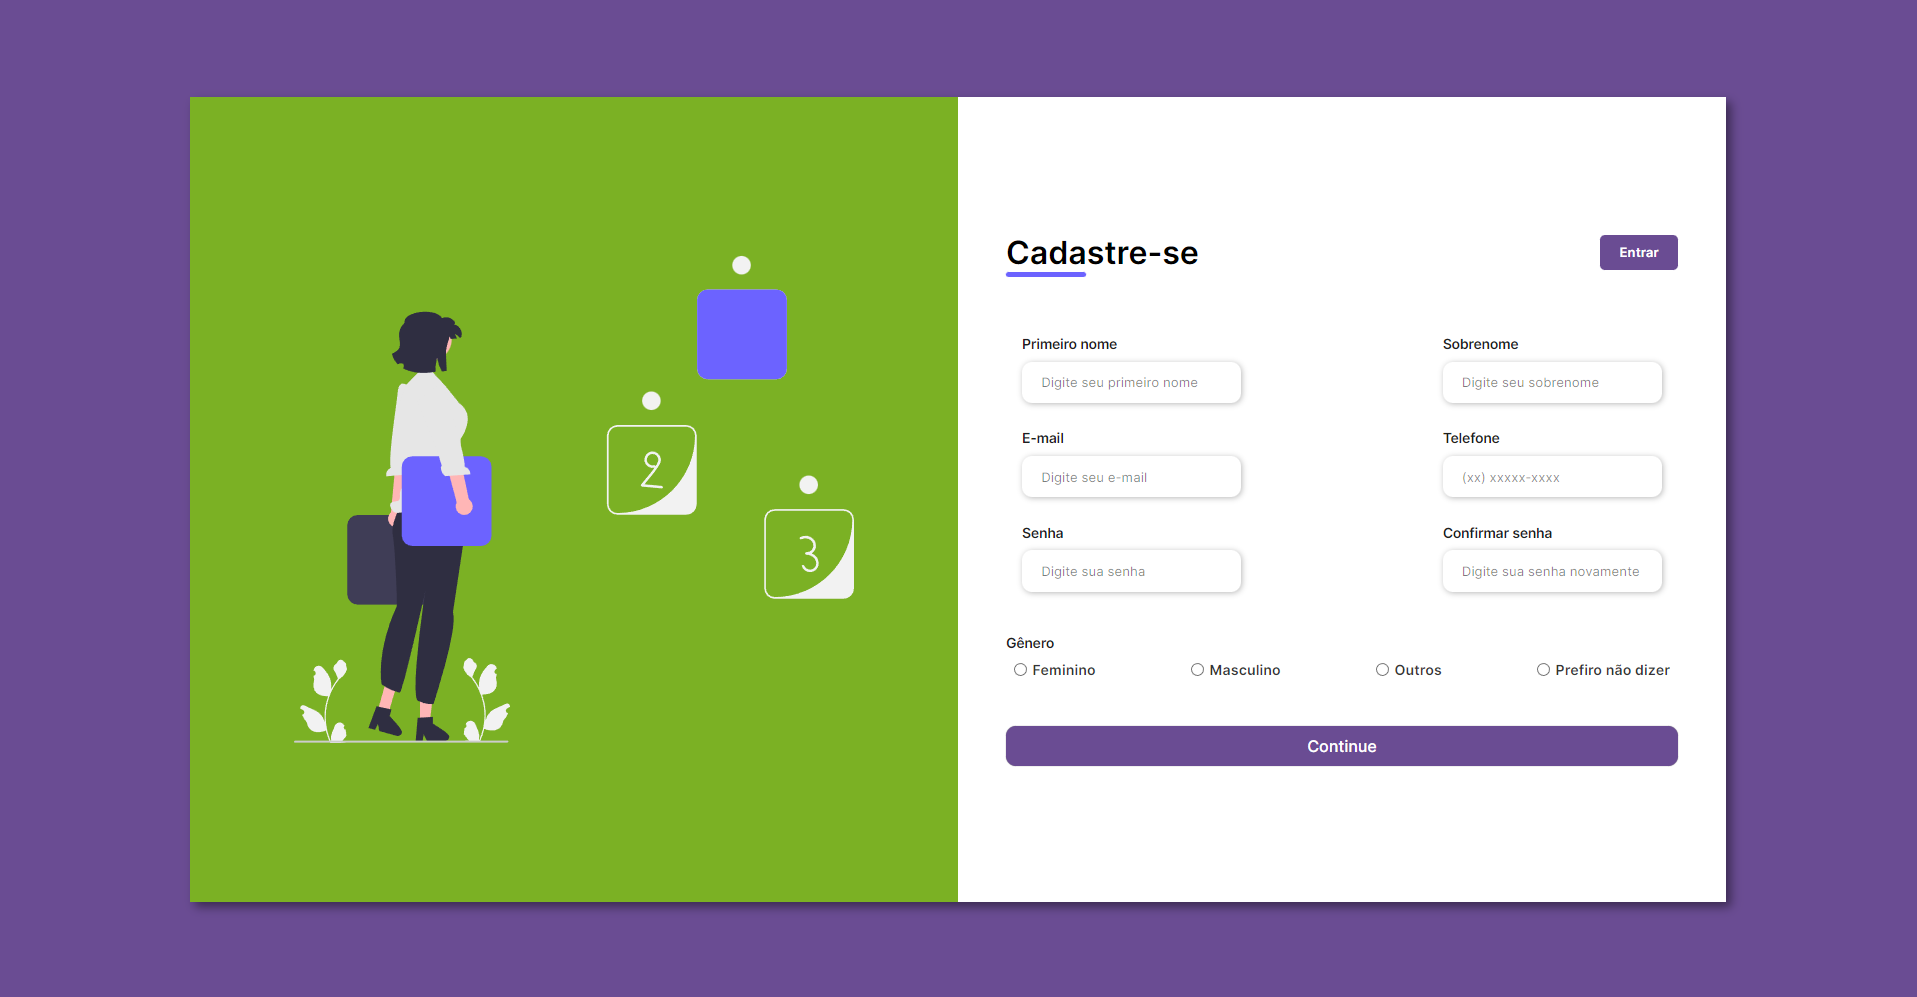 Cadastre-se
Entrar
Primeiro nome
Sobrenome
Digite seu primeiro nome
Digite seu sobrenome
E-mail
Telefone
Digite seu e-mail
(xx) xxxxx-xxxx
Senha
Confirmar senha
Digite sua senha
Digite sua senha novamente
Gênero
Feminino
Masculino
Outros
Prefiro não dizer
Continue
2
3